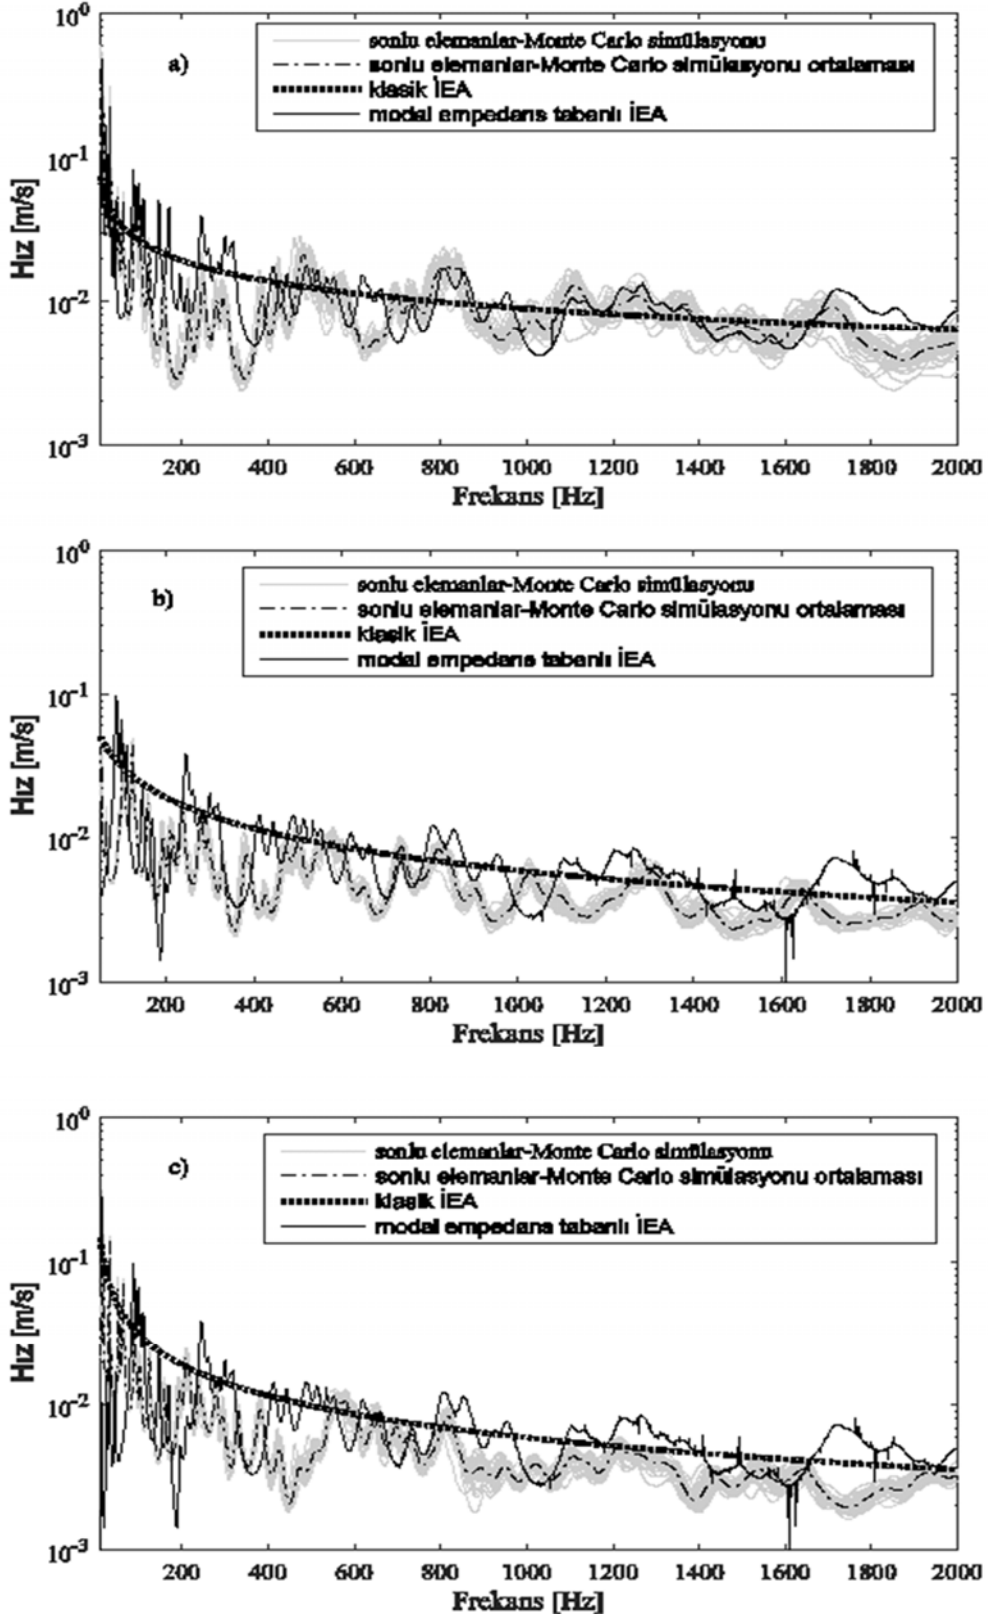 10^0
a)
sonlu elemanlar-Monte Carlo simülasyonu
sonlu elemanlar-Monte Carlo simülasyonu ortalaması
klasik İEA
modal empedans tabanlı İEA
10^-1
Hız [m/s]
10^-2
10^-3
200 400 600 800 1000 1200 1400 1600 1800 2000
Frekans [Hz]
10^0
b)
sonlu elemanlar-Monte Carlo simülasyonu
sonlu elemanlar-Monte Carlo simülasyonu ortalaması
klasik İEA
modal empedans tabanlı İEA
10^-1
Hız [m/s]
10^-2
10^-3
200 400 600 800 1000 1200 1400 1600 1800 2000
Frekans [Hz]
10^0
c)
sonlu elemanlar-Monte Carlo simülasyonu
sonlu elemanlar-Monte Carlo simülasyonu ortalaması
klasik İEA
modal empedans tabanlı İEA
10^-1
Hız [m/s]
10^-2
10^-3
200 400 600 800 1000 1200 1400 1600 1800 2000
Frekans [Hz]